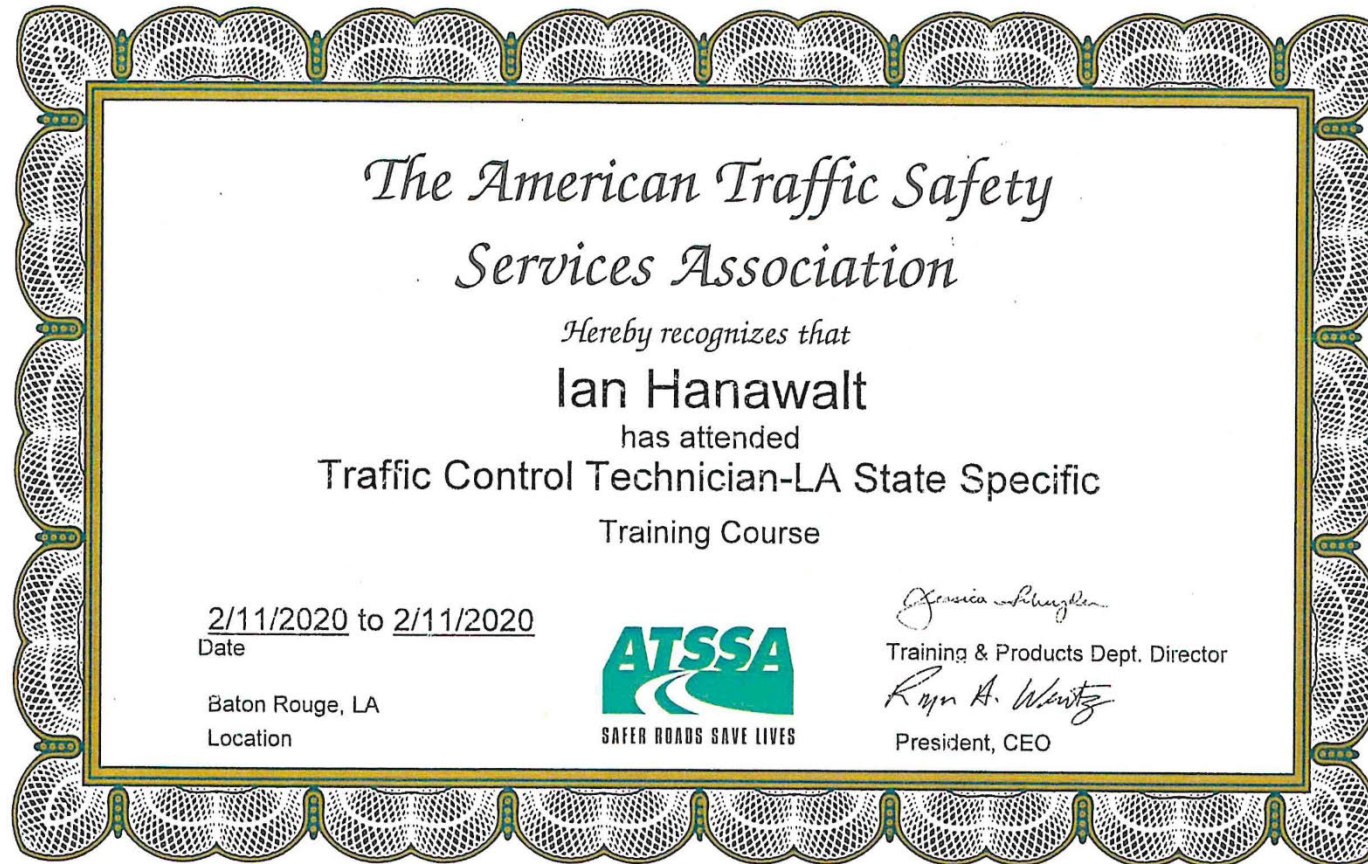 The American Traffic Safety
Services Association
Hereby recognizes that
Ian Hanawalt
has attended
Traffic Control Technician-LA State Specific
Training Course
2/11/2020 to 2/11/2020
Date
Baton Rouge, LA
Location
ATSSA
SAFER ROADS SAVE LIVES
Jessica
Training & Products Dept. Director
A. Wentz
President, CEO